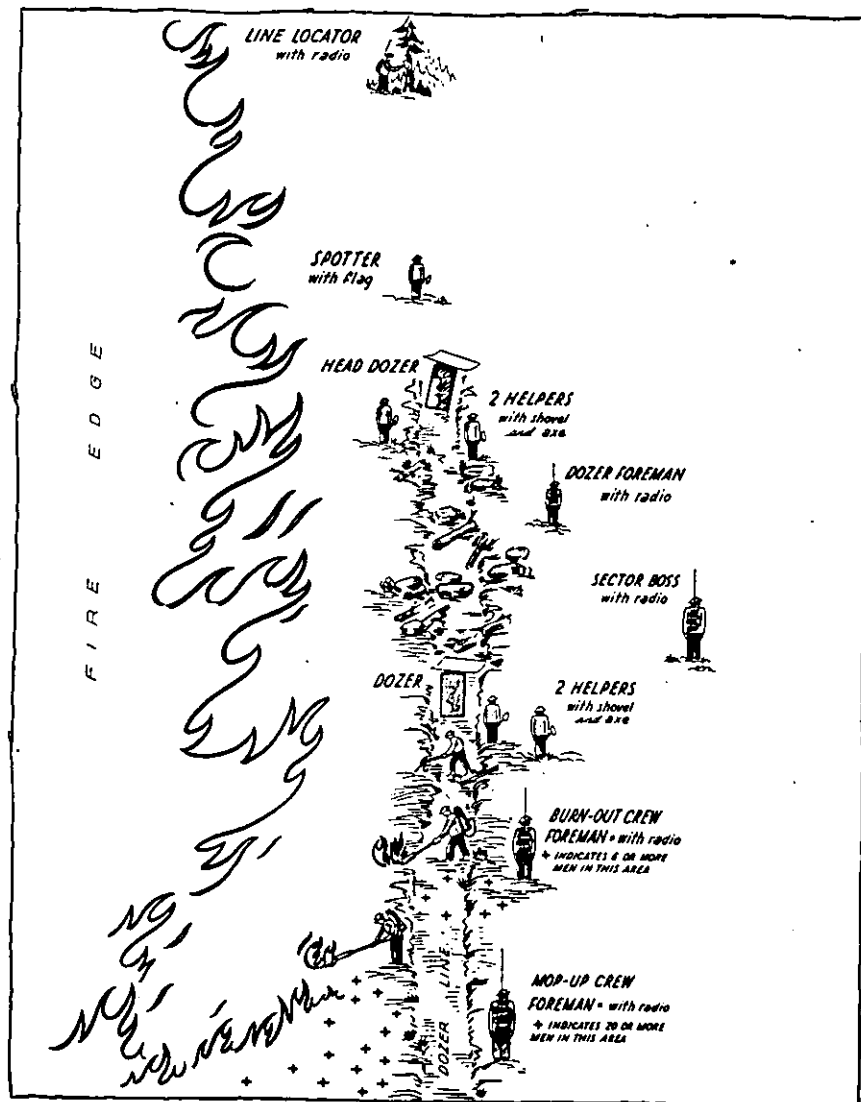 LINE LOCATOR
with radio
SPOTTER
with flag
FIRE EDGE
HEAD DOZER
2 HELPERS
with shovel
and axe
DOZER FOREMAN
with radio
SECTOR BOSS
with radio
DOZER
2 HELPERS
with shovel
and axe
BURN-OUT CREW
FOREMAN = with radio
+ INDICATES 6 OR MORE
MEN IN THIS AREA
DOZER LINE
MOP-UP CREW
FOREMAN = with radio
+ INDICATES 20 OR MORE
MEN IN THIS AREA